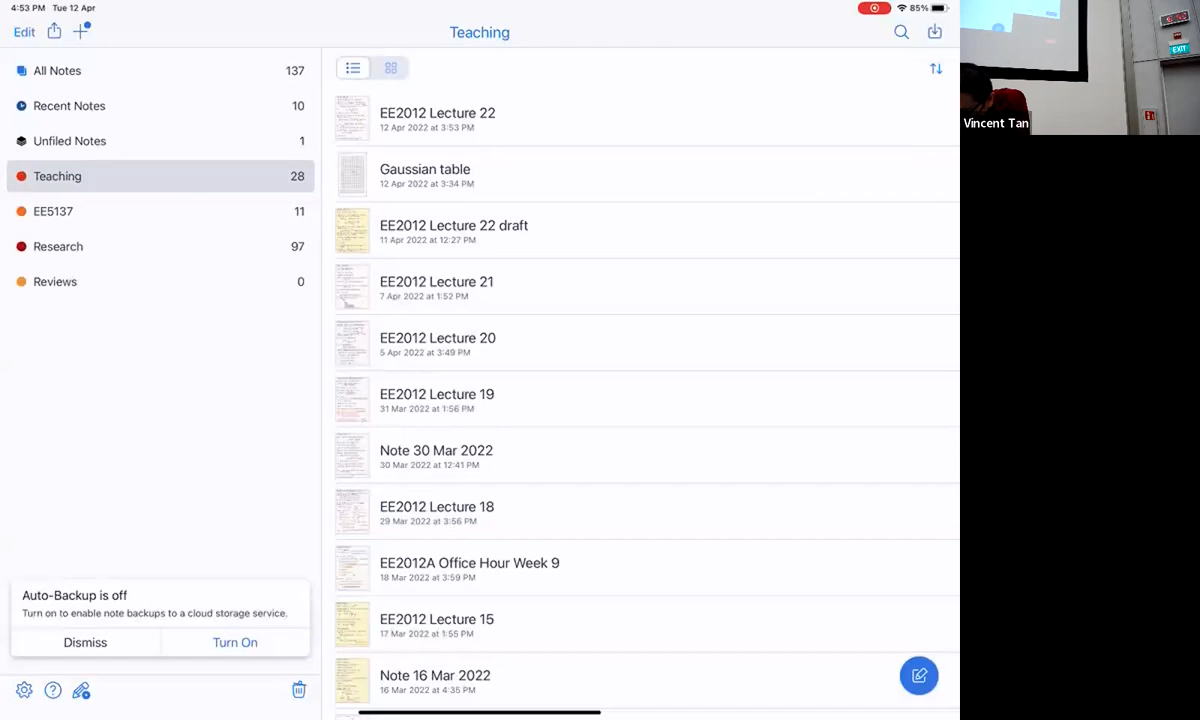 4:53 PM Tue 12 Apr
85%
Edit
Teaching
All Notes 137
Recent Notes 10
Unfiled Notes 1
Teaching 28
EE5137 11
Research 97
Reviews 0
Auto-Backup is off
Turn on to enable note backups to a cloud storage service.
Dismiss Turn On
EE2012 Lecture 22
12 Apr 2022 at 3:53 PM
Gaussian table
12 Apr 2022 at 3:34 PM
EE2012 Lecture 22 draft
11 Apr 2022 at 12:27 PM
EE2012 Lecture 21
7 Apr 2022 at 1:52 PM
EE2012 Lecture 20
5 Apr 2022 at 3:49 PM
EE2012 Lecture 19
31 Mar 2022 at 1:56 PM
Note 30 Mar 2022
30 Mar 2022 at 12:41 PM
EE2012 Lecture 18
29 Mar 2022 at 3:56 PM
EE2012A Office Hour Week 9
18 Mar 2022 at 3:59 PM
EE2012 Lecture 15
17 Mar 2022 at 1:55 PM
Note 16 Mar 2022
16 Mar 2022 at 4:35 PM
EXIT
Vincent Tan